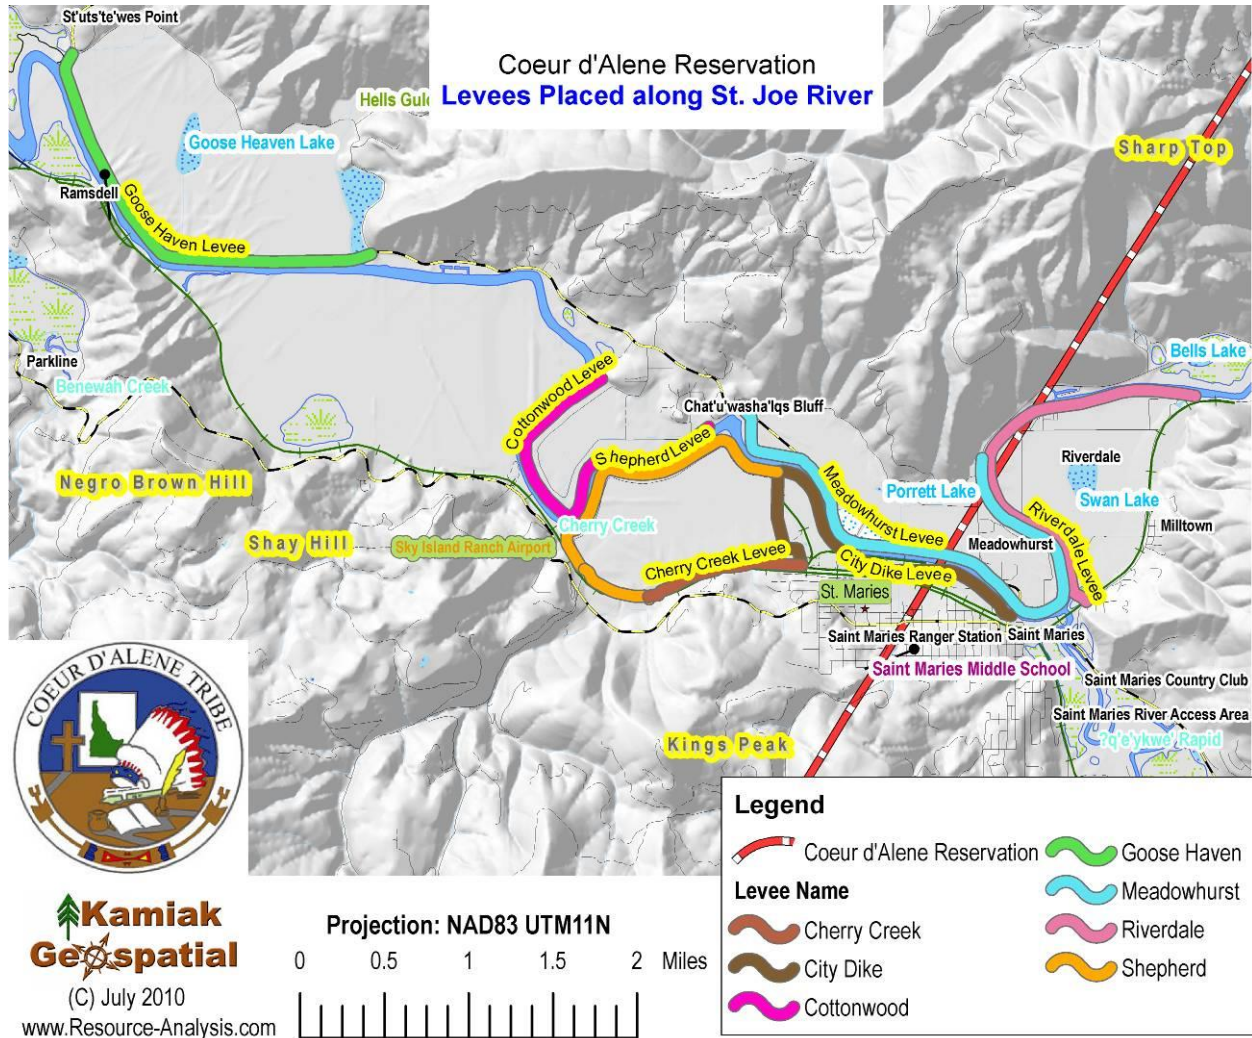 St'uts'te'wes Point
Coeur d'Alene Reservation
Levees Placed along St. Joe River
Hells Gulc
Goose Heaven Lake
Sharp Top
Ramsdell
Goose Haven Levee
Parkline
Benewah Creek
Bells Lake
Cottonwood Levee
Chat'u'washa'lqs Bluff
Shepherd Levee
Negro Brown Hill
Meadowhurst Levee
Porrett Lake
Riverdale
Swan Lake
Riverdale Levee
Milltown
Cherry Creek
Shay Hill
Sky Island Ranch Airport
Meadowhurst
Cherry Creek Levee
City Dike Levee
St. Maries
Saint Maries Ranger Station
Saint Maries
Saint Maries Middle School
Saint Maries Country Club
Saint Maries River Access Area
?q'e'ykwe' Rapid
Kings Peak
COEUR D'ALENE TRIBE
Legend
Coeur d'Alene Reservation
Levee Name
Cherry Creek
City Dike
Cottonwood
Goose Haven
Meadowhurst
Riverdale
Shepherd
Kamiak
Geospatial
(C) July 2010
www.Resource-Analysis.com
Projection: NAD83 UTM11N
0 0.5 1 1.5 2 Miles